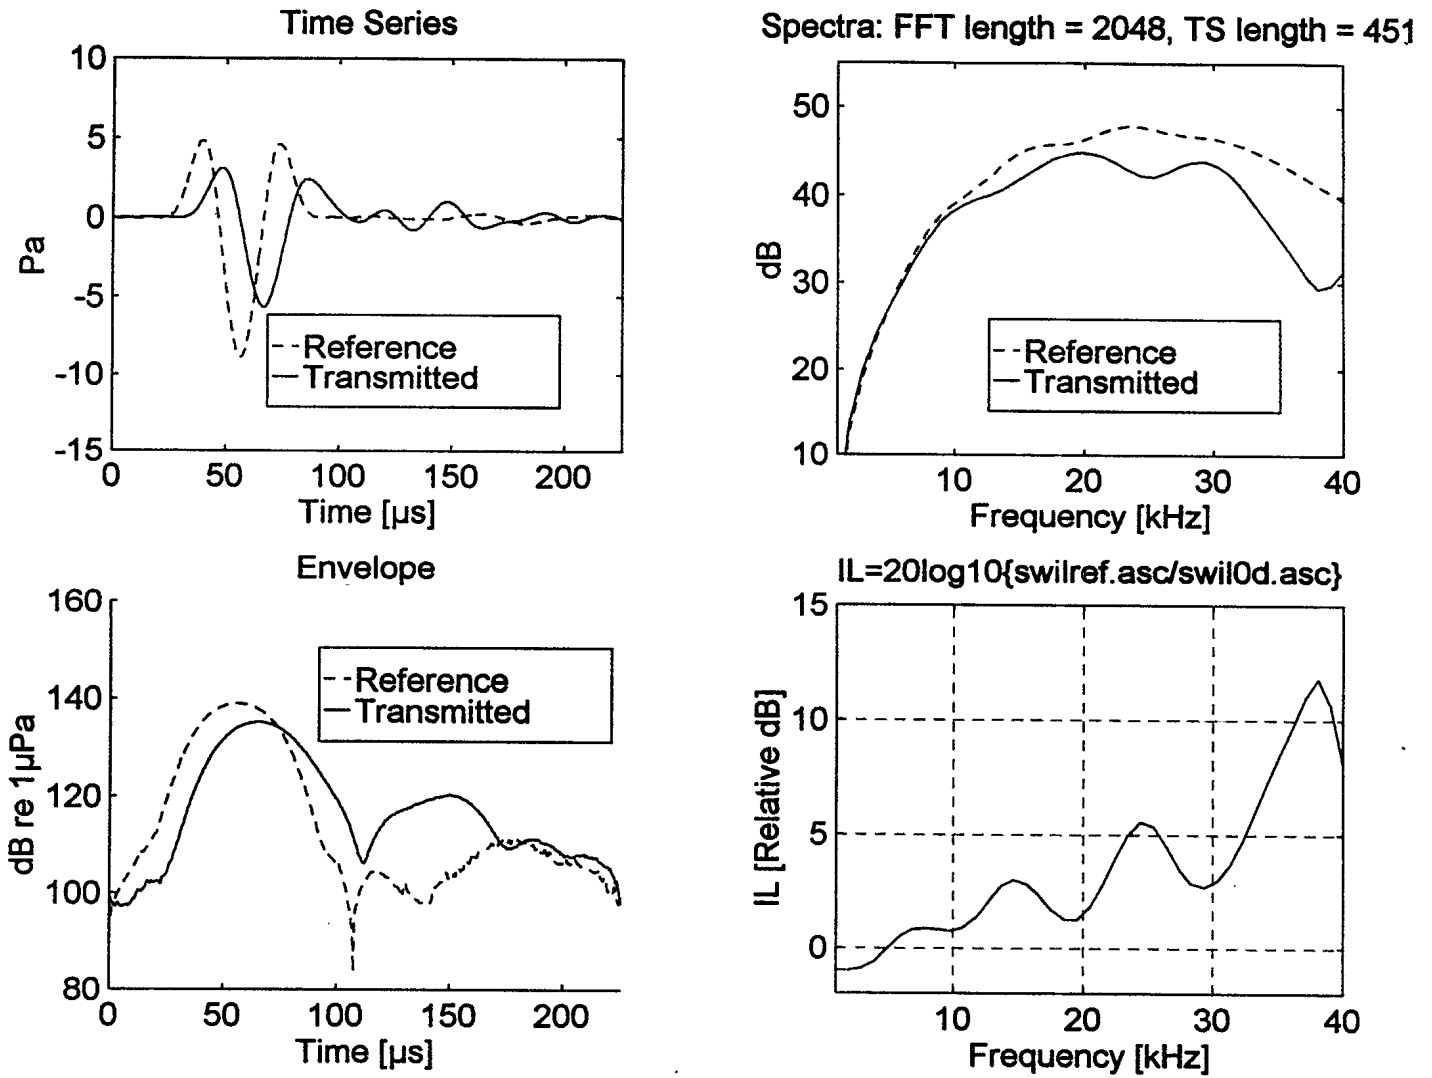 Time Series
10
5
0
-5
-10
-15
Pa
Reference
Transmitted
0 50 100 150 200
Time [µs]
Spectra: FFT length = 2048, TS length = 451
50
40
30
20
10
dB
Reference
Transmitted
10 20 30 40
Frequency [kHz]
Envelope
160
140
120
100
80
dB re 1µPa
Reference
Transmitted
0 50 100 150 200
Time [µs]
IL=20log10{swilref.asc/swil0d.asc}
15
10
5
0
IL [Relative dB]
10 20 30 40
Frequency [kHz]